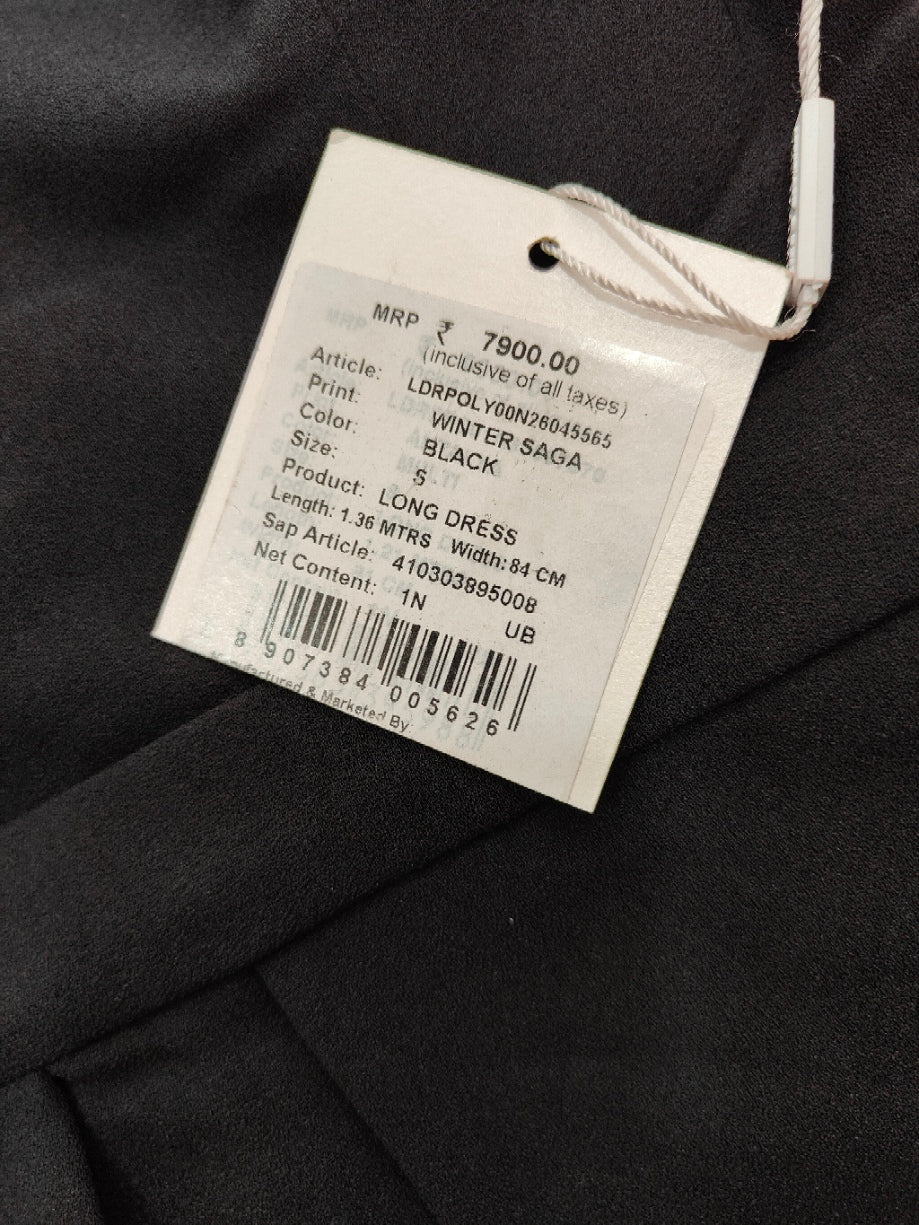 MRP ₹ 7900.00
(inclusive of all taxes)
Article: LDRPOLY00N26045565
Print: WINTER SAGA
Color: BLACK
Size: S
Product: LONG DRESS
Length: 1.36 MTRS Width: 84 CM
Sap Article: 410303895008
Net Content: 1N
UB
8 907384 005626
Manufactured & Marketed By